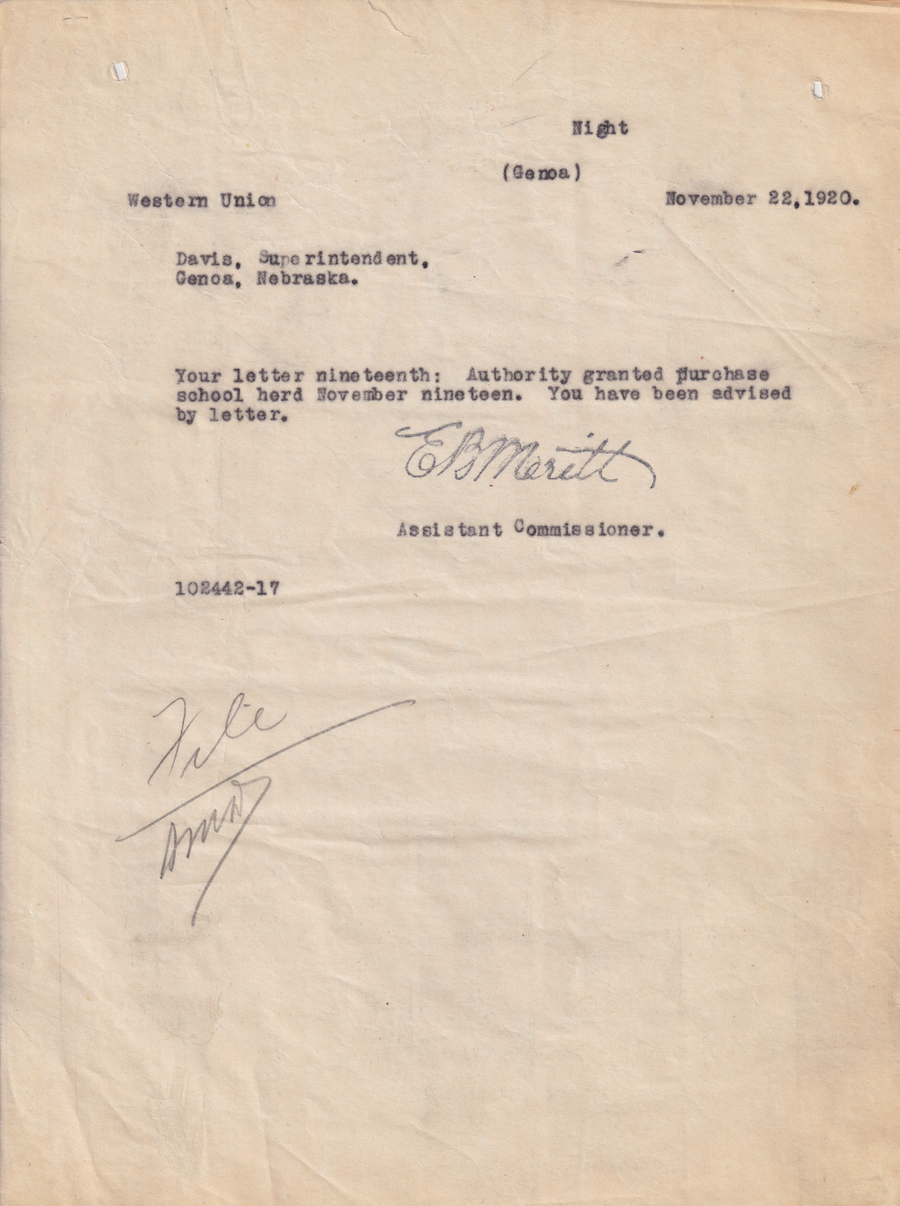 Night
(Genoa)
Western Union November 22,1920.
Davis, Superintendent,
Genoa, Nebraska.
Your letter nineteenth: Authority granted purchase
school herd November nineteen. You have been advised
by letter.
E B Meritt
Assistant Commissioner.
102442-17
File